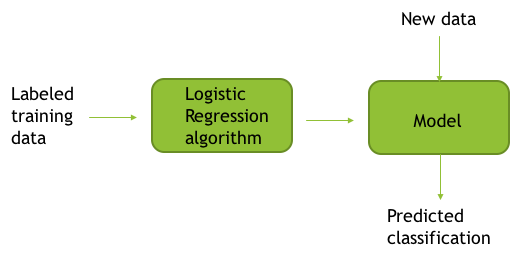 New data
Labeled
training
data
Logistic
Regression
algorithm
Model
Predicted
classification